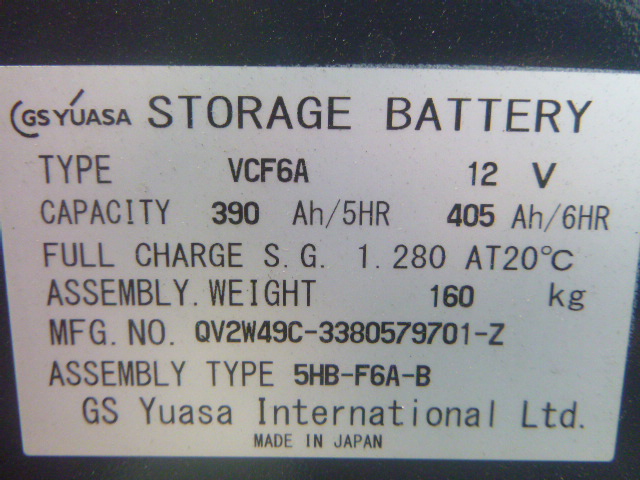 GS YUASA STORAGE BATTERY
TYPE VCF6A 12 V
CAPACITY 390 Ah/5HR 405 Ah/6HR
FULL CHARGE S.G. 1.280 AT20℃
ASSEMBLY.WEIGHT 160 kg
MFG.NO. QV2W49C-3380579701-Z
ASSEMBLY TYPE 5HB-F6A-B
GS Yuasa International Ltd.
MADE IN JAPAN